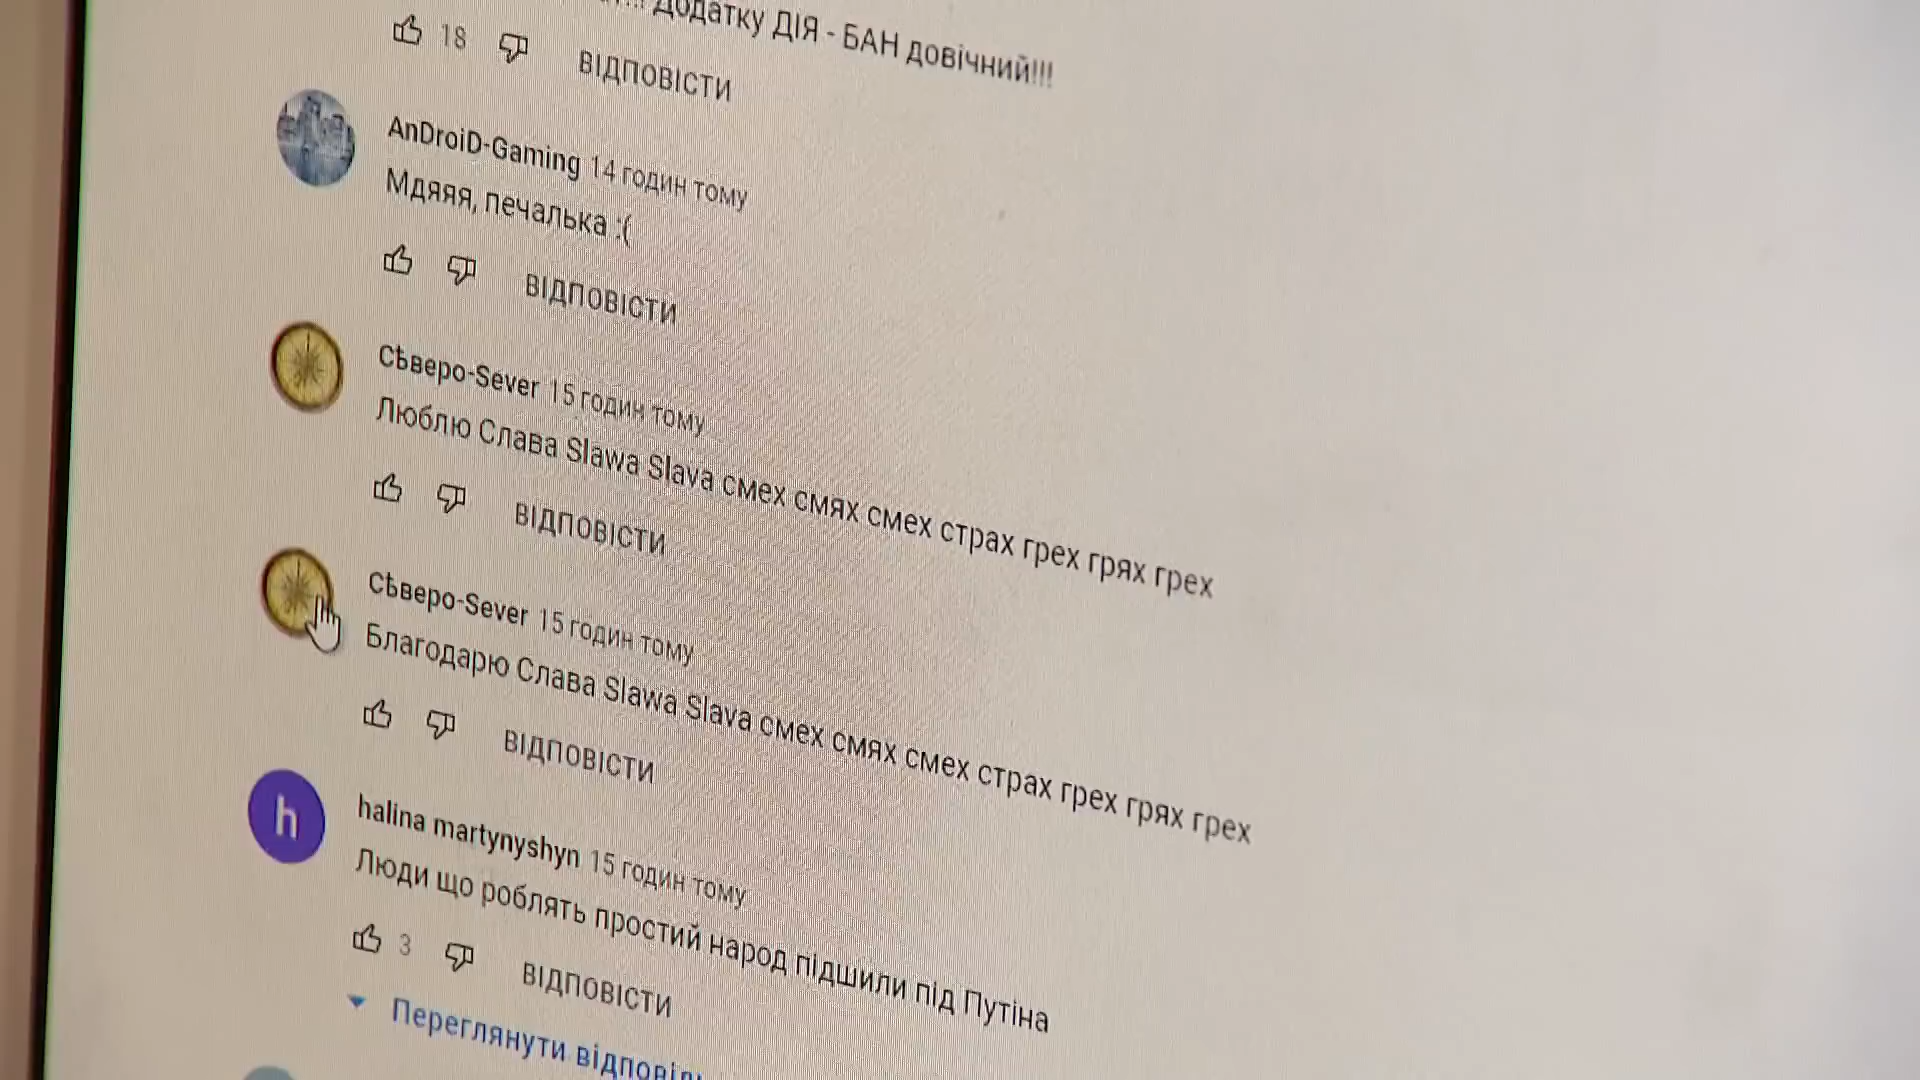 Додатку ДІЯ - БАН довічний!!!
18 ВІДПОВІСТИ
AnDroiD-Gaming 14 годин тому
Мдяяя, печалька :(
ВІДПОВІСТИ
Сѣверо-Sever 15 годин тому
Люблю Слава Slawa Slava смех смях смех страх грех грях грех
ВІДПОВІСТИ
Сѣверо-Sever 15 годин тому
Благодарю Слава Slawa Slava смех смях смех страх грех грях грех
ВІДПОВІСТИ
h
halina martynyshyn 15 годин тому
Люди що роблять простий народ підшили під Путіна
3 ВІДПОВІСТИ
Переглянути